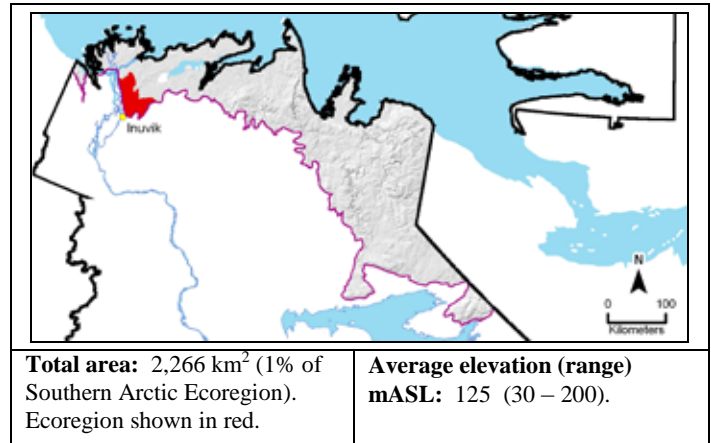 Inuvik
N
0 100
Kilometers
Total area: 2,266 km² (1% of
Southern Arctic Ecoregion).
Ecoregion shown in red.
Average elevation (range)
mASL: 125 (30 – 200).